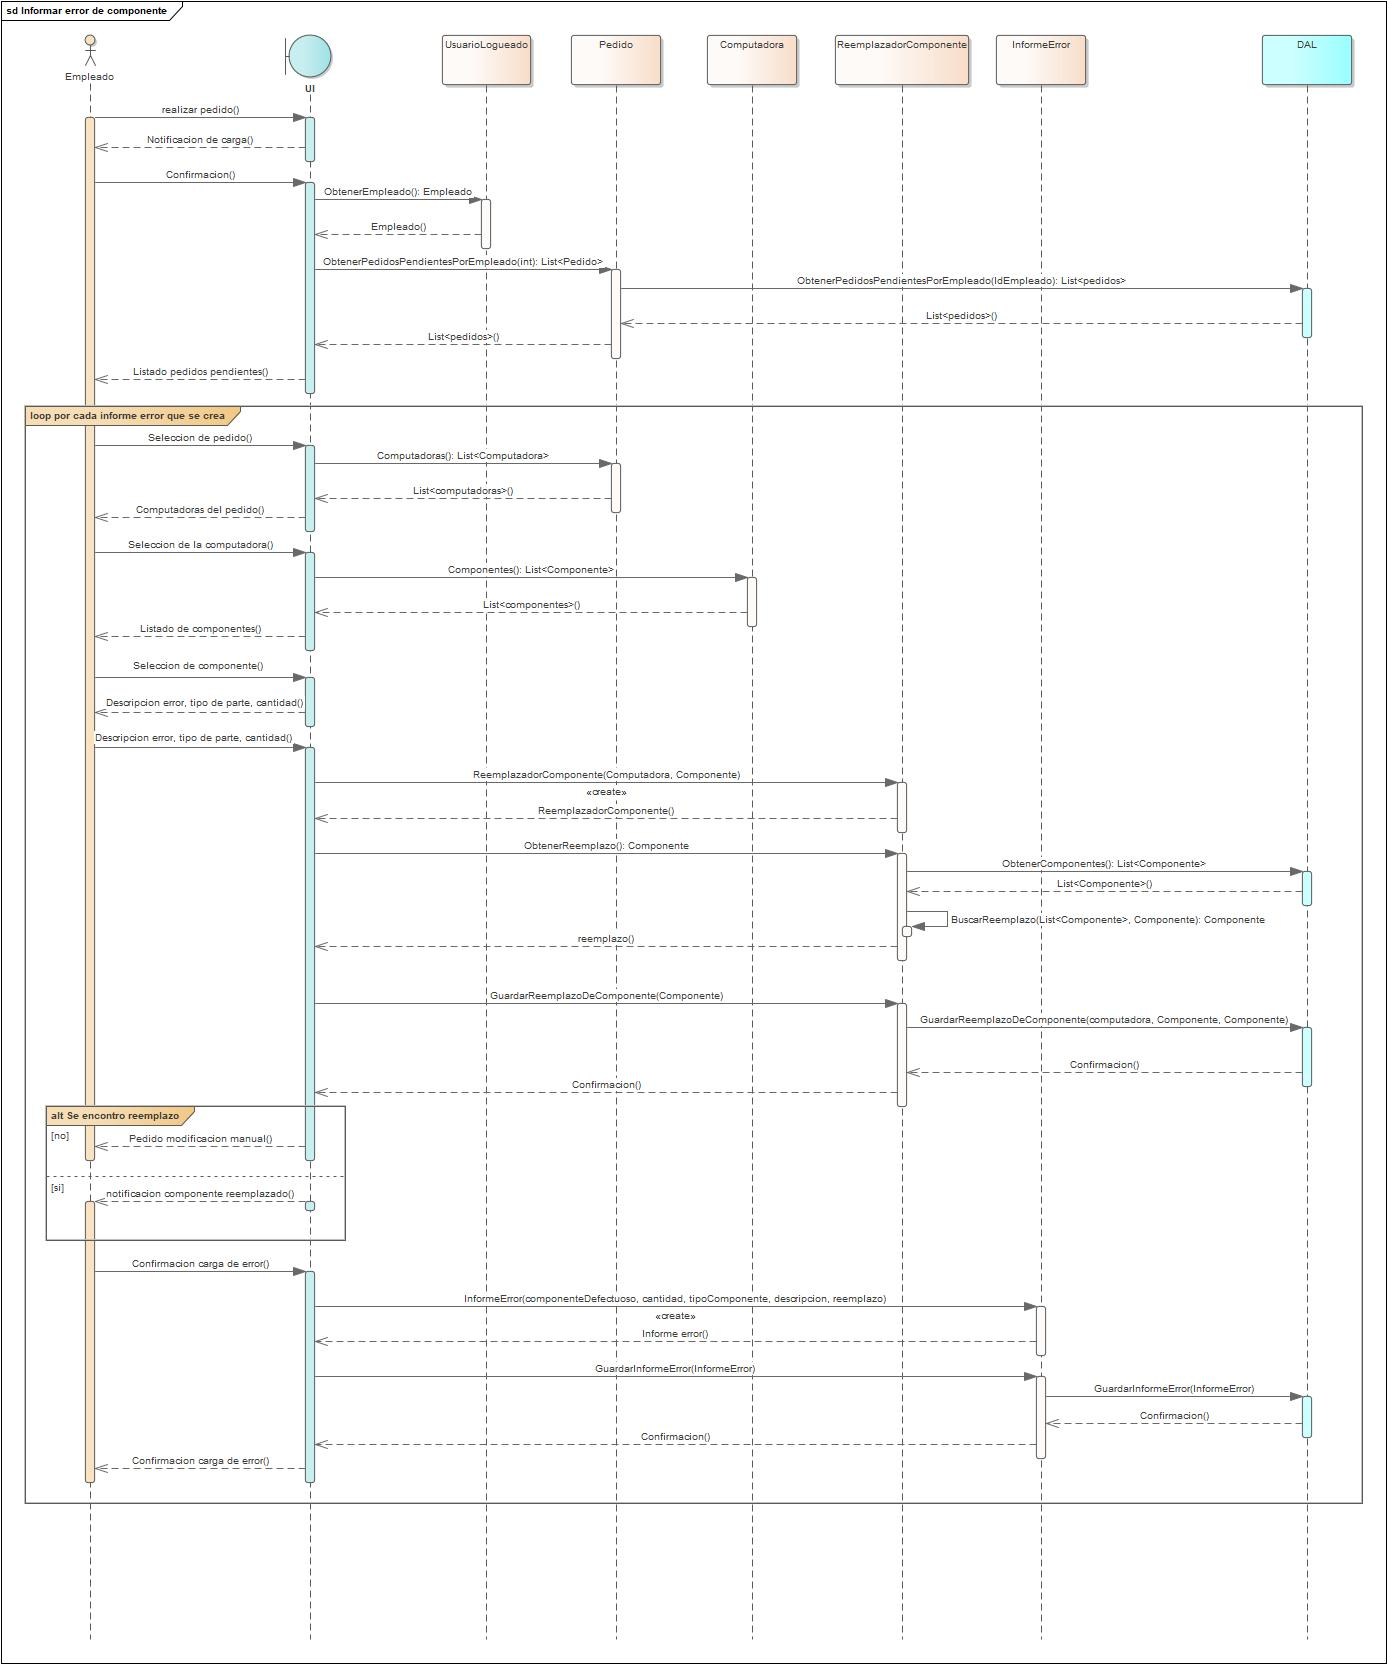 sd Informar error de componente
Empleado
UI
UsuarioLogueado
Pedido
Computadora
ReemplazadorComponente
InformeError
DAL
realizar pedido()
Notificacion de carga()
Confirmacion()
ObtenerEmpleado(): Empleado
Empleado()
ObtenerPedidosPendientesPorEmpleado(int): List<Pedido>
ObtenerPedidosPendientesPorEmpleado(IdEmpleado): List<pedidos>
List<pedidos>()
List<pedidos>()
Listado pedidos pendientes()
loop por cada informe error que se crea
Seleccion de pedido()
Computadoras(): List<Computadora>
List<computadoras>()
Computadoras del pedido()
Seleccion de la computadora()
Componentes(): List<Componente>
List<componentes>()
Listado de componentes()
Seleccion de componente()
Descripcion error, tipo de parte, cantidad()
Descripcion error, tipo de parte, cantidad()
ReemplazadorComponente(Computadora, Componente)
«create»
ReemplazadorComponente()
ObtenerReemplazo(): Componente
ObtenerComponentes(): List<Componente>
List<Componente>()
BuscarReemplazo(List<Componente>, Componente): Componente
reemplazo()
GuardarReemplazoDeComponente(Componente)
GuardarReemplazoDeComponente(computadora, Componente, Componente)
Confirmacion()
Confirmacion()
alt Se encontro reemplazo
[no]
Pedido modificacion manual()
[si]
notificacion componente reemplazado()
Confirmacion carga de error()
InformeError(componenteDefectuoso, cantidad, tipoComponente, descripcion, reemplazo)
«create»
Informe error()
GuardarInformeError(InformeError)
GuardarInformeError(InformeError)
Confirmacion()
Confirmacion()
Confirmacion carga de error()